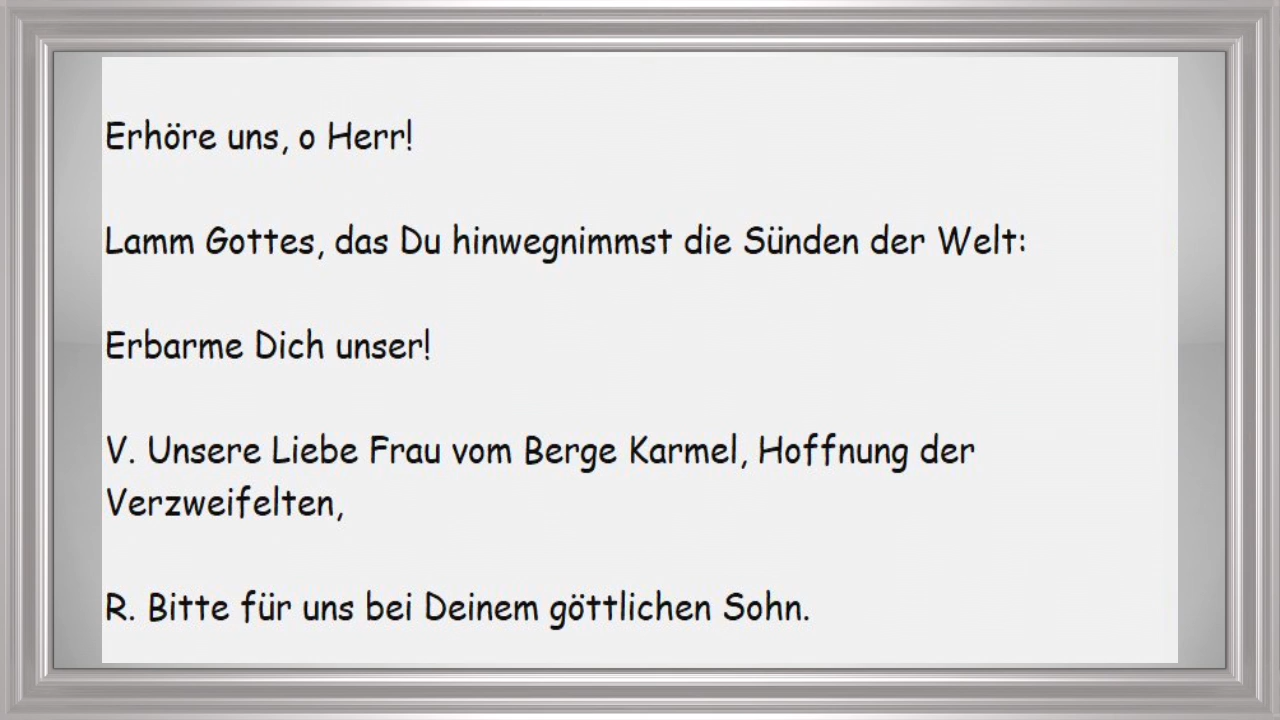 Erhöre uns, o Herr!
Lamm Gottes, das Du hinwegnimmst die Sünden der Welt:
Erbarme Dich unser!
V. Unsere Liebe Frau vom Berge Karmel, Hoffnung der
Verzweifelten,
R. Bitte für uns bei Deinem göttlichen Sohn.